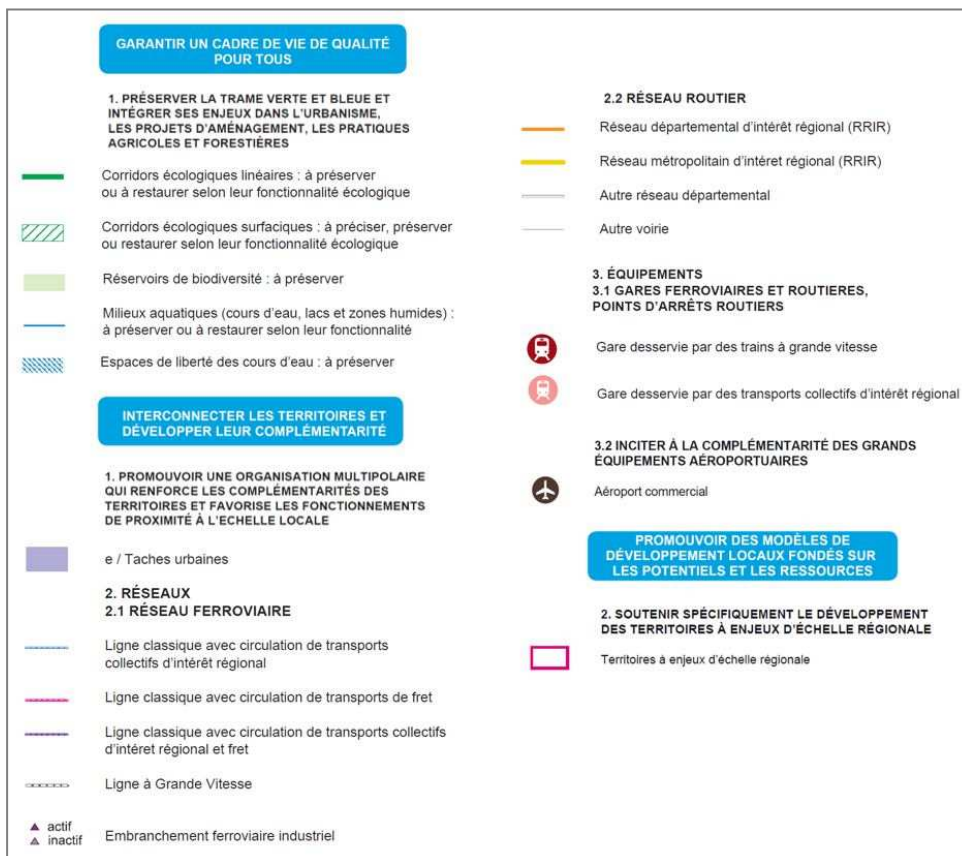 GARANTIR UN CADRE DE VIE DE QUALITÉ
POUR TOUS
1. PRÉSERVER LA TRAME VERTE ET BLEUE ET
INTÉGRER SES ENJEUX DANS L'URBANISME,
LES PROJETS D'AMÉNAGEMENT, LES PRATIQUES
AGRICOLES ET FORESTIÈRES
Corridors écologiques linéaires : à préserver
ou à restaurer selon leur fonctionnalité écologique
Corridors écologiques surfaciques : à préciser, préserver
ou restaurer selon leur fonctionnalité écologique
Réservoirs de biodiversité : à préserver
Milieux aquatiques (cours d'eau, lacs et zones humides) :
à préserver ou à restaurer selon leur fonctionnalité
Espaces de liberté des cours d'eau : à préserver
INTERCONNECTER LES TERRITOIRES ET
DÉVELOPPER LEUR COMPLÉMENTARITÉ
1. PROMOUVOIR UNE ORGANISATION MULTIPOLAIRE
QUI RENFORCE LES COMPLÉMENTARITÉS DES
TERRITOIRES ET FAVORISE LES FONCTIONNEMENTS
DE PROXIMITÉ À L'ECHELLE LOCALE
e / Taches urbaines
2. RÉSEAUX
2.1 RÉSEAU FERROVIAIRE
Ligne classique avec circulation de transports
collectifs d'intérêt régional
Ligne classique avec circulation de transports de fret
Ligne classique avec circulation de transports collectifs
d'intéret régional et fret
Ligne à Grande Vitesse
actif
inactif
Embranchement ferroviaire industriel
2.2 RÉSEAU ROUTIER
Réseau départemental d'intérêt régional (RRIR)
Réseau métropolitain d'intéret régional (RRIR)
Autre réseau départemental
Autre voirie
3. ÉQUIPEMENTS
3.1 GARES FERROVIAIRES ET ROUTIERES,
POINTS D'ARRÊTS ROUTIERS
Gare desservie par des trains à grande vitesse
Gare desservie par des transports collectifs d'intérêt régional
3.2 INCITER À LA COMPLÉMENTARITÉ DES GRANDS
ÉQUIPEMENTS AÉROPORTUAIRES
Aéroport commercial
PROMOUVOIR DES MODÈLES DE
DÉVELOPPEMENT LOCAUX FONDÉS SUR
LES POTENTIELS ET LES RESSOURCES
2. SOUTENIR SPÉCIFIQUEMENT LE DÉVELOPPEMENT
DES TERRITOIRES À ENJEUX D'ÉCHELLE RÉGIONALE
Territoires à enjeux d'échelle régionale